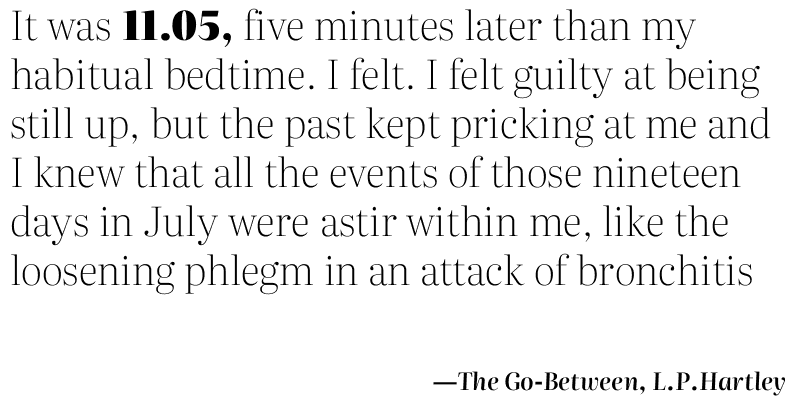 It was 11.05, five minutes later than my
habitual bedtime. I felt. I felt guilty at being
still up, but the past kept pricking at me and
I knew that all the events of those nineteen
days in July were astir within me, like the
loosening phlegm in an attack of bronchitis
—The Go-Between, L.P.Hartley